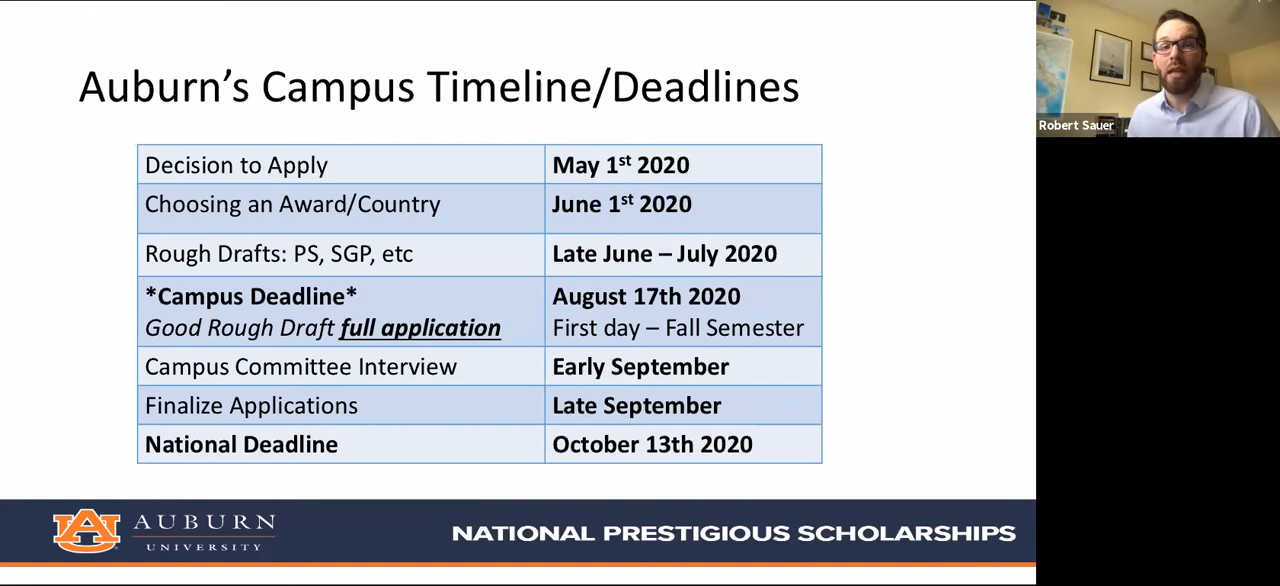 Auburn's Campus Timeline/Deadlines
Decision to Apply
May 1st 2020
Choosing an Award/Country
June 1st 2020
Rough Drafts: PS, SGP, etc
Late June – July 2020
*Campus Deadline*
Good Rough Draft full application
August 17th 2020
First day – Fall Semester
Campus Committee Interview
Early September
Finalize Applications
Late September
National Deadline
October 13th 2020
AUBURN
UNIVERSITY
NATIONAL PRESTIGIOUS SCHOLARSHIPS
Robert Sauer